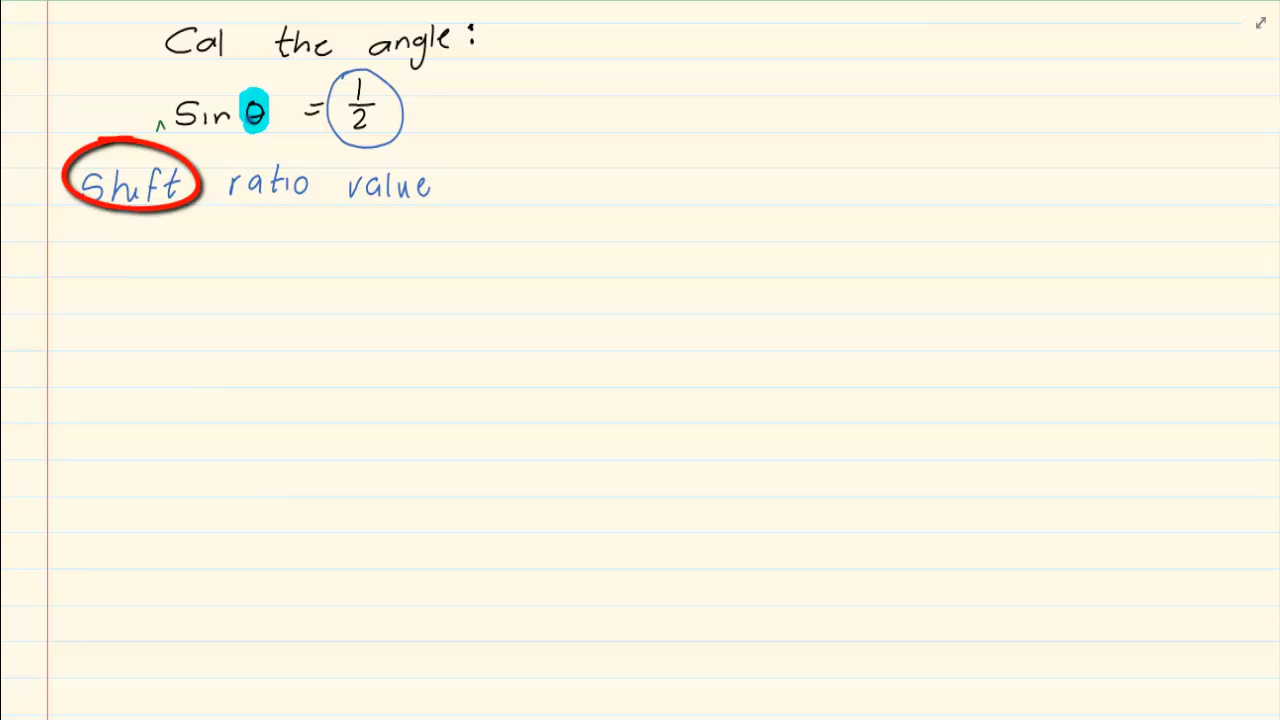 Cal the angle:
Sin θ = 1/2
Shift ratio value